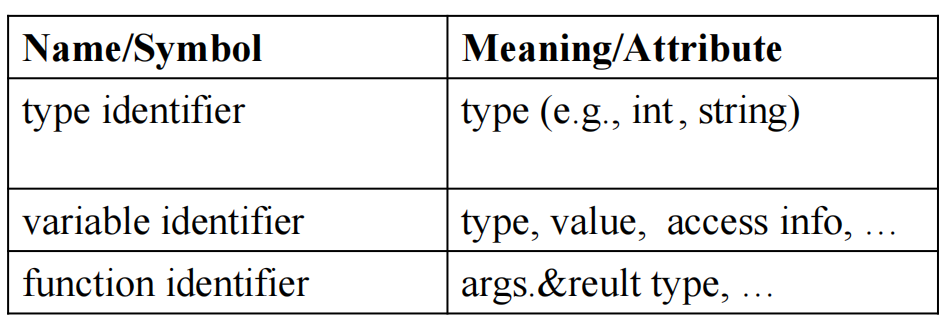 Name/Symbol Meaning/Attribute
type identifier type (e.g., int, string)
variable identifier type, value, access info, …
function identifier args.&reult type, …